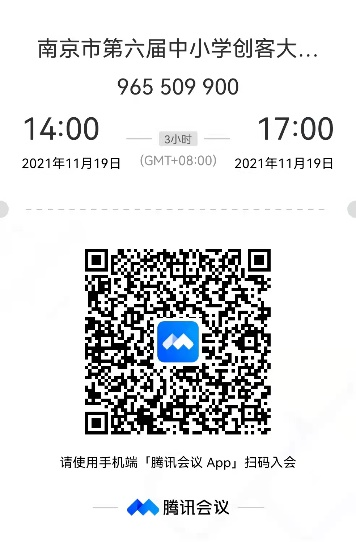 南京市第六届中小学创客大...
965 509 900
14:00 3小时 17:00
2021年11月19日 (GMT+08:00) 2021年11月19日
请使用手机端「腾讯会议 App」扫码入会
腾讯会议